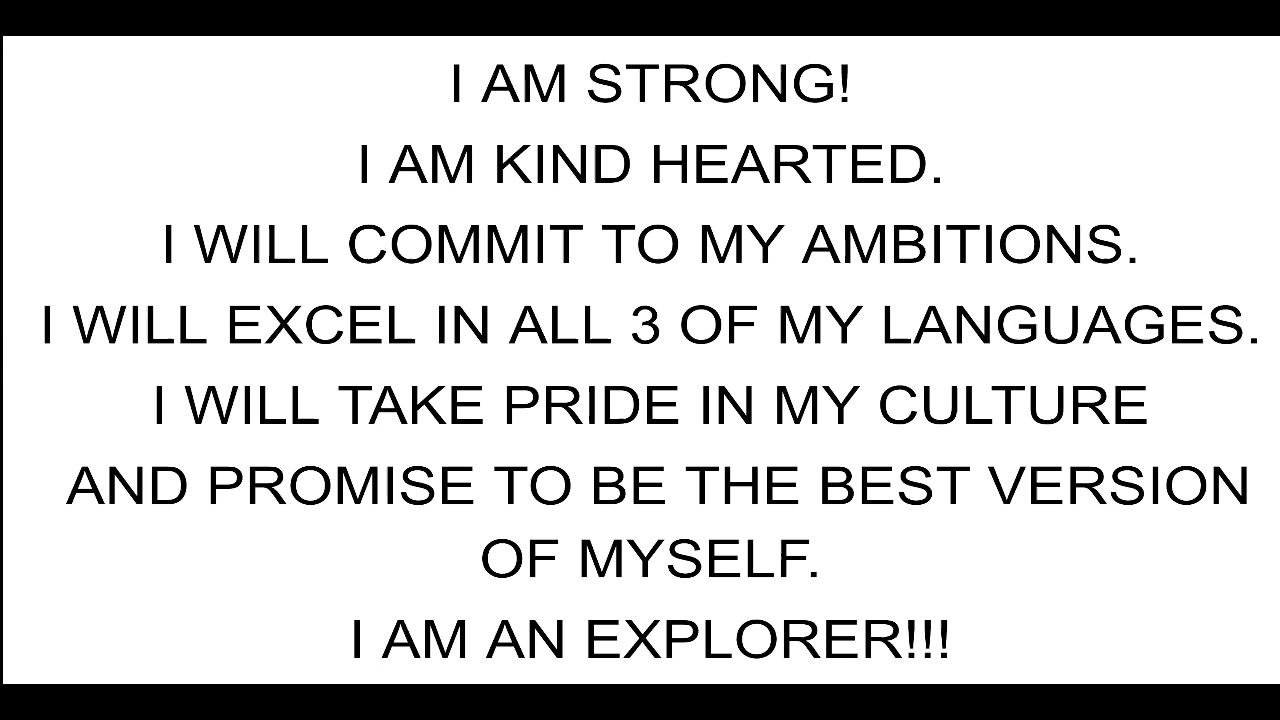 I AM STRONG!
I AM KIND HEARTED.
I WILL COMMIT TO MY AMBITIONS.
I WILL EXCEL IN ALL 3 OF MY LANGUAGES.
I WILL TAKE PRIDE IN MY CULTURE
AND PROMISE TO BE THE BEST VERSION
OF MYSELF.
I AM AN EXPLORER!!!